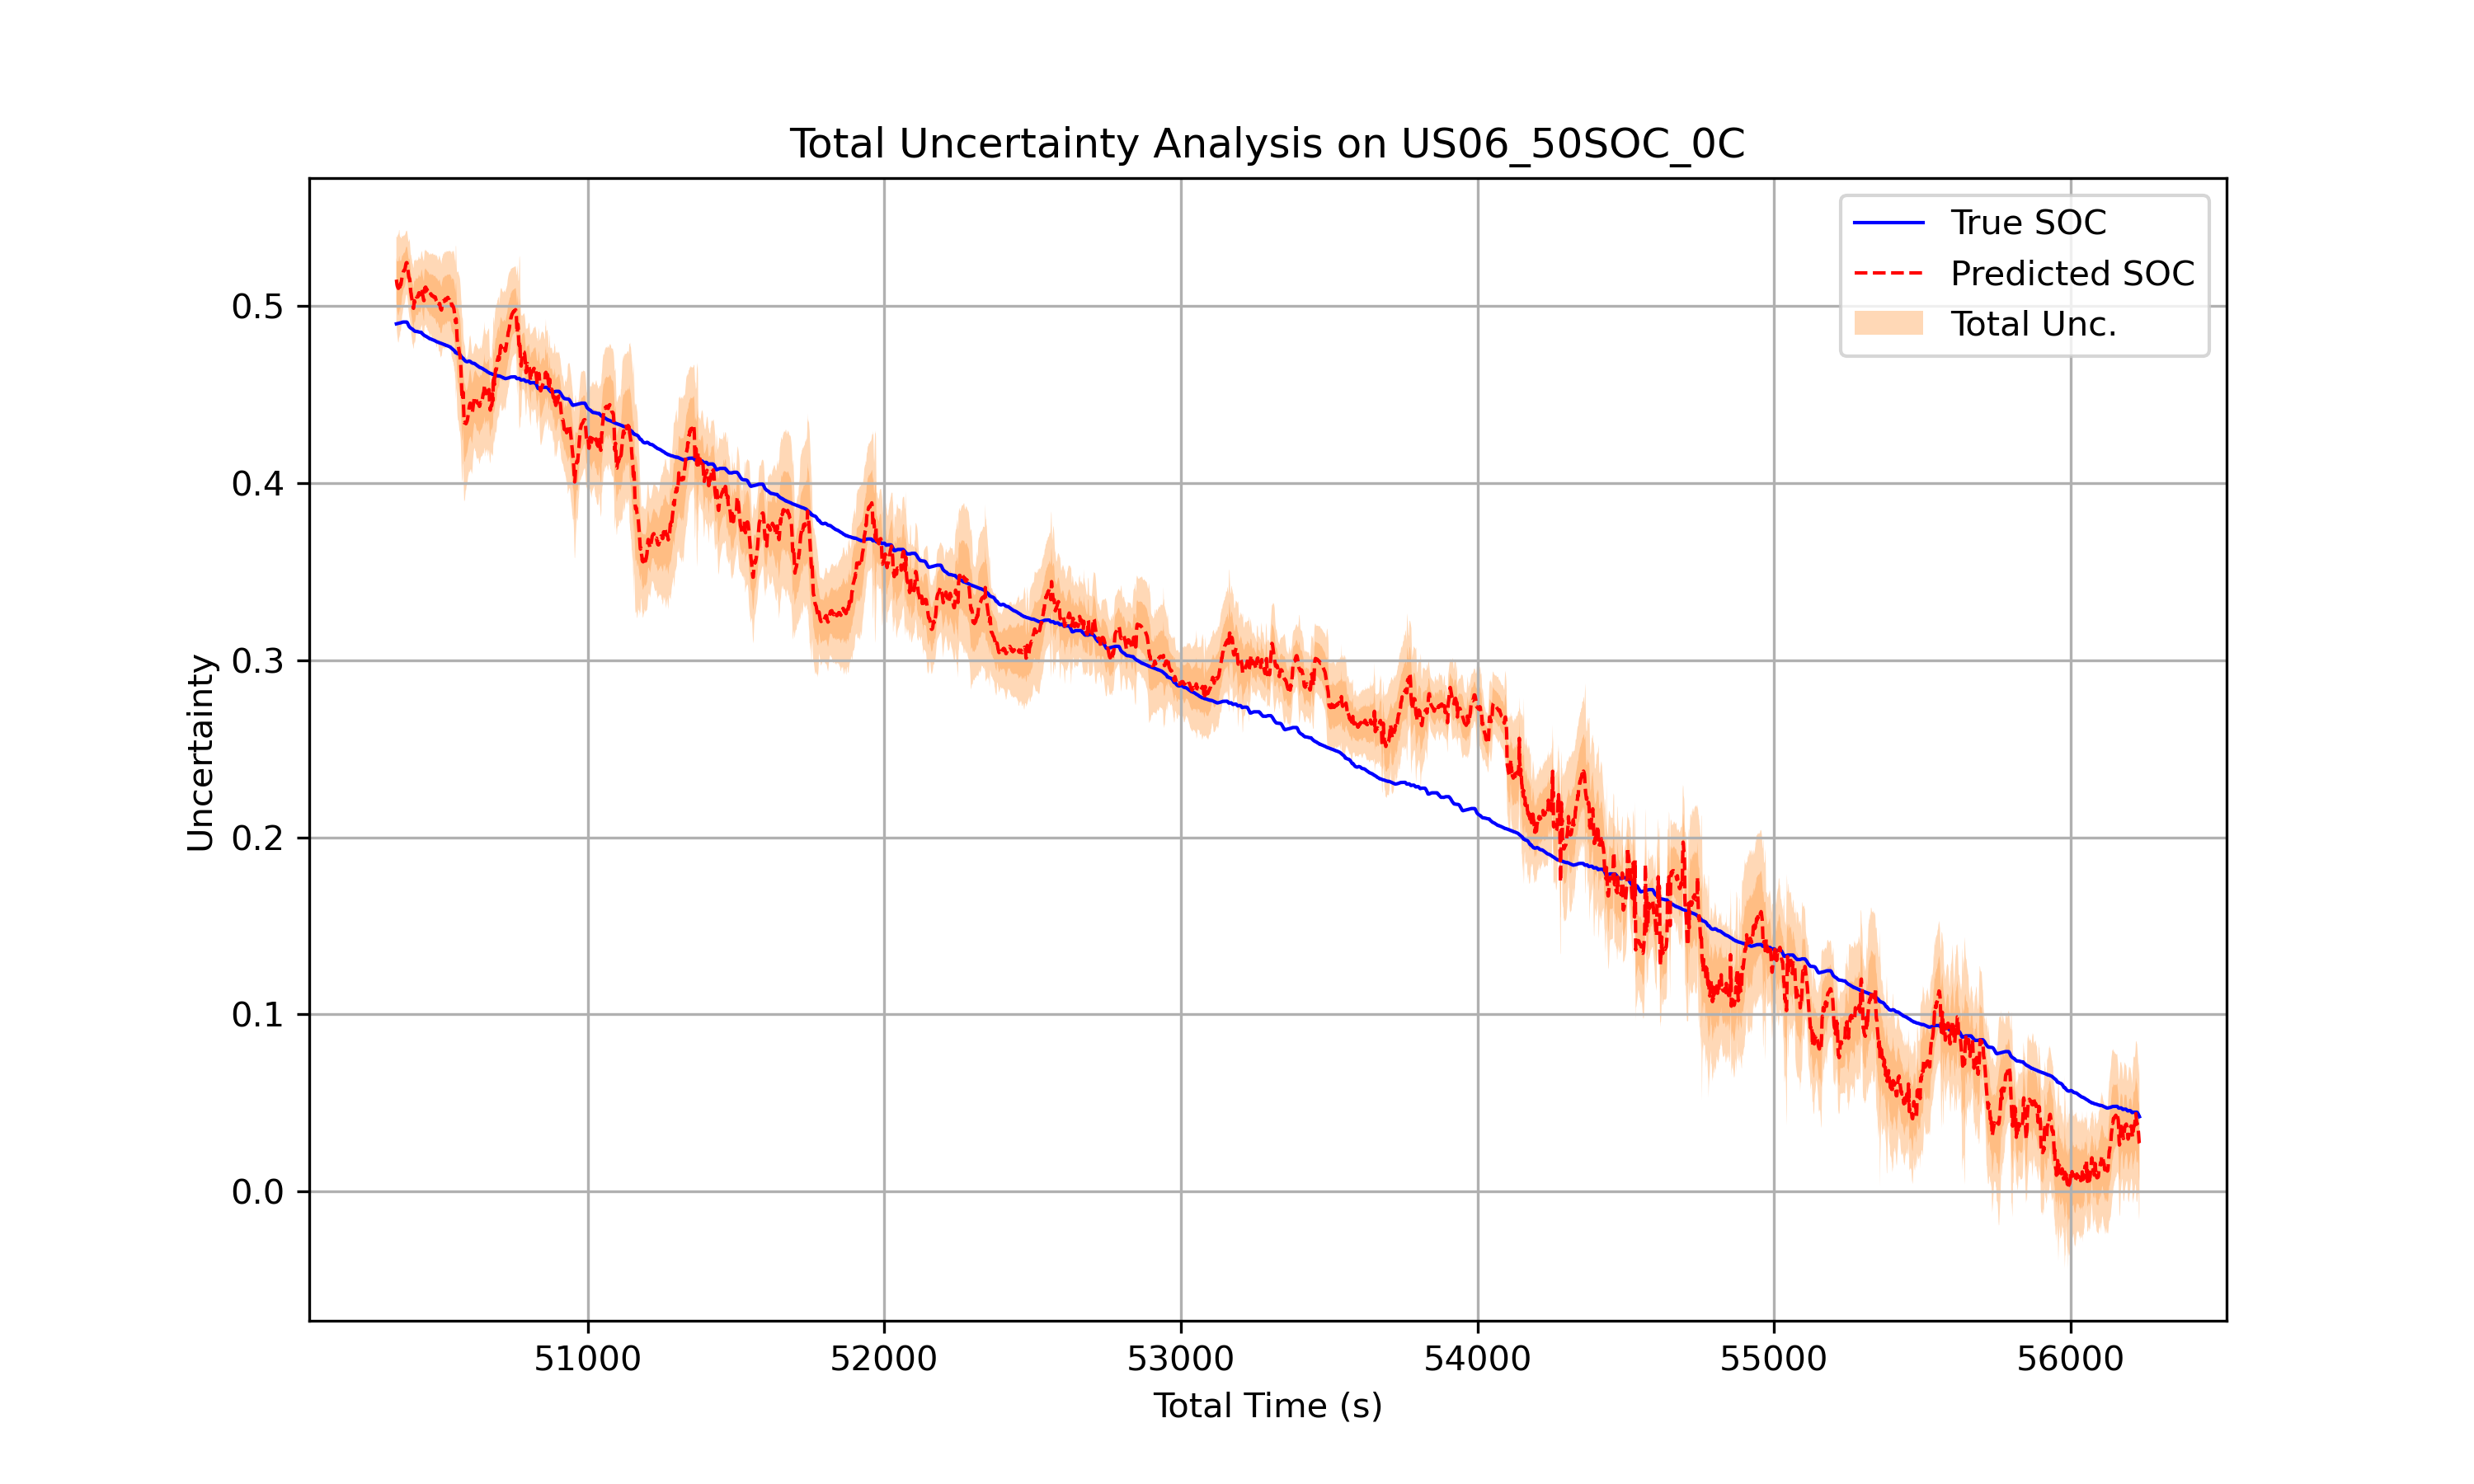 Total Uncertainty Analysis on US06_50SOC_0C
True SOC
Predicted SOC
Total Unc.
Uncertainty
0.5
0.4
0.3
0.2
0.1
0.0
51000 52000 53000 54000 55000 56000
Total Time (s)